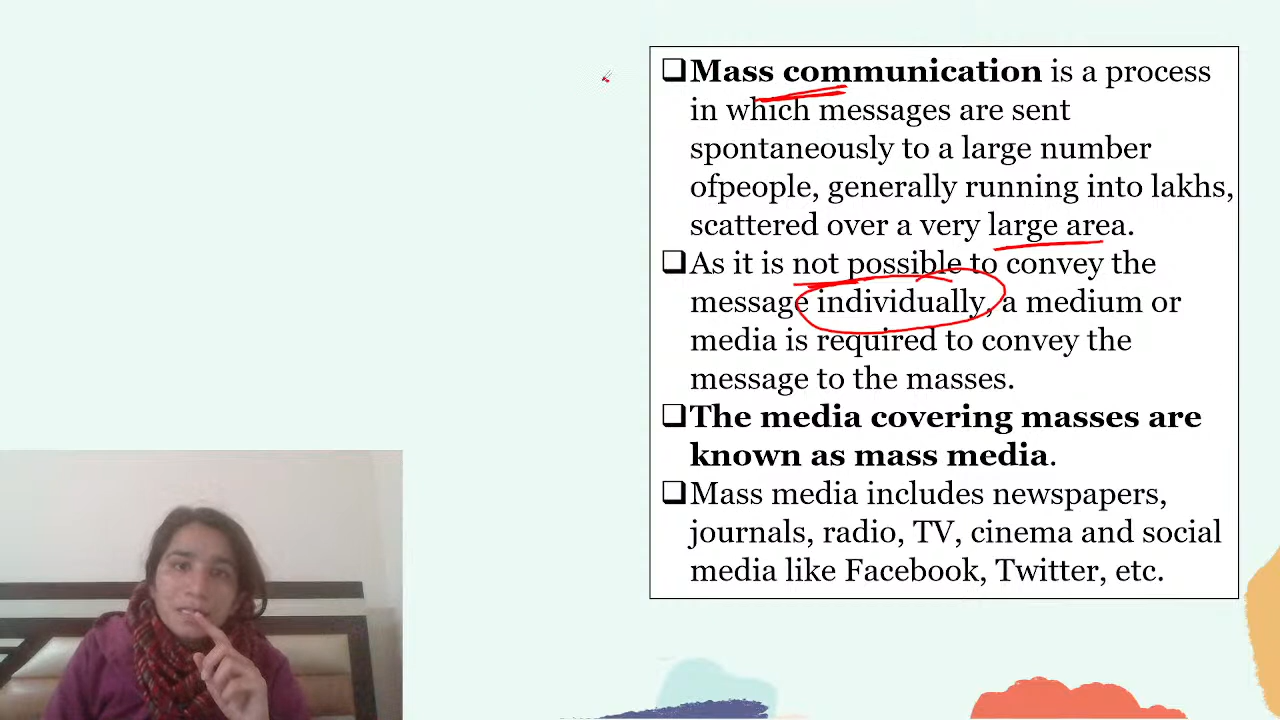 ❑Mass communication is a process
in which messages are sent
spontaneously to a large number
ofpeople, generally running into lakhs,
scattered over a very large area.
❑As it is not possible to convey the
message individually, a medium or
media is required to convey the
message to the masses.
❑The media covering masses are
known as mass media.
❑Mass media includes newspapers,
journals, radio, TV, cinema and social
media like Facebook, Twitter, etc.